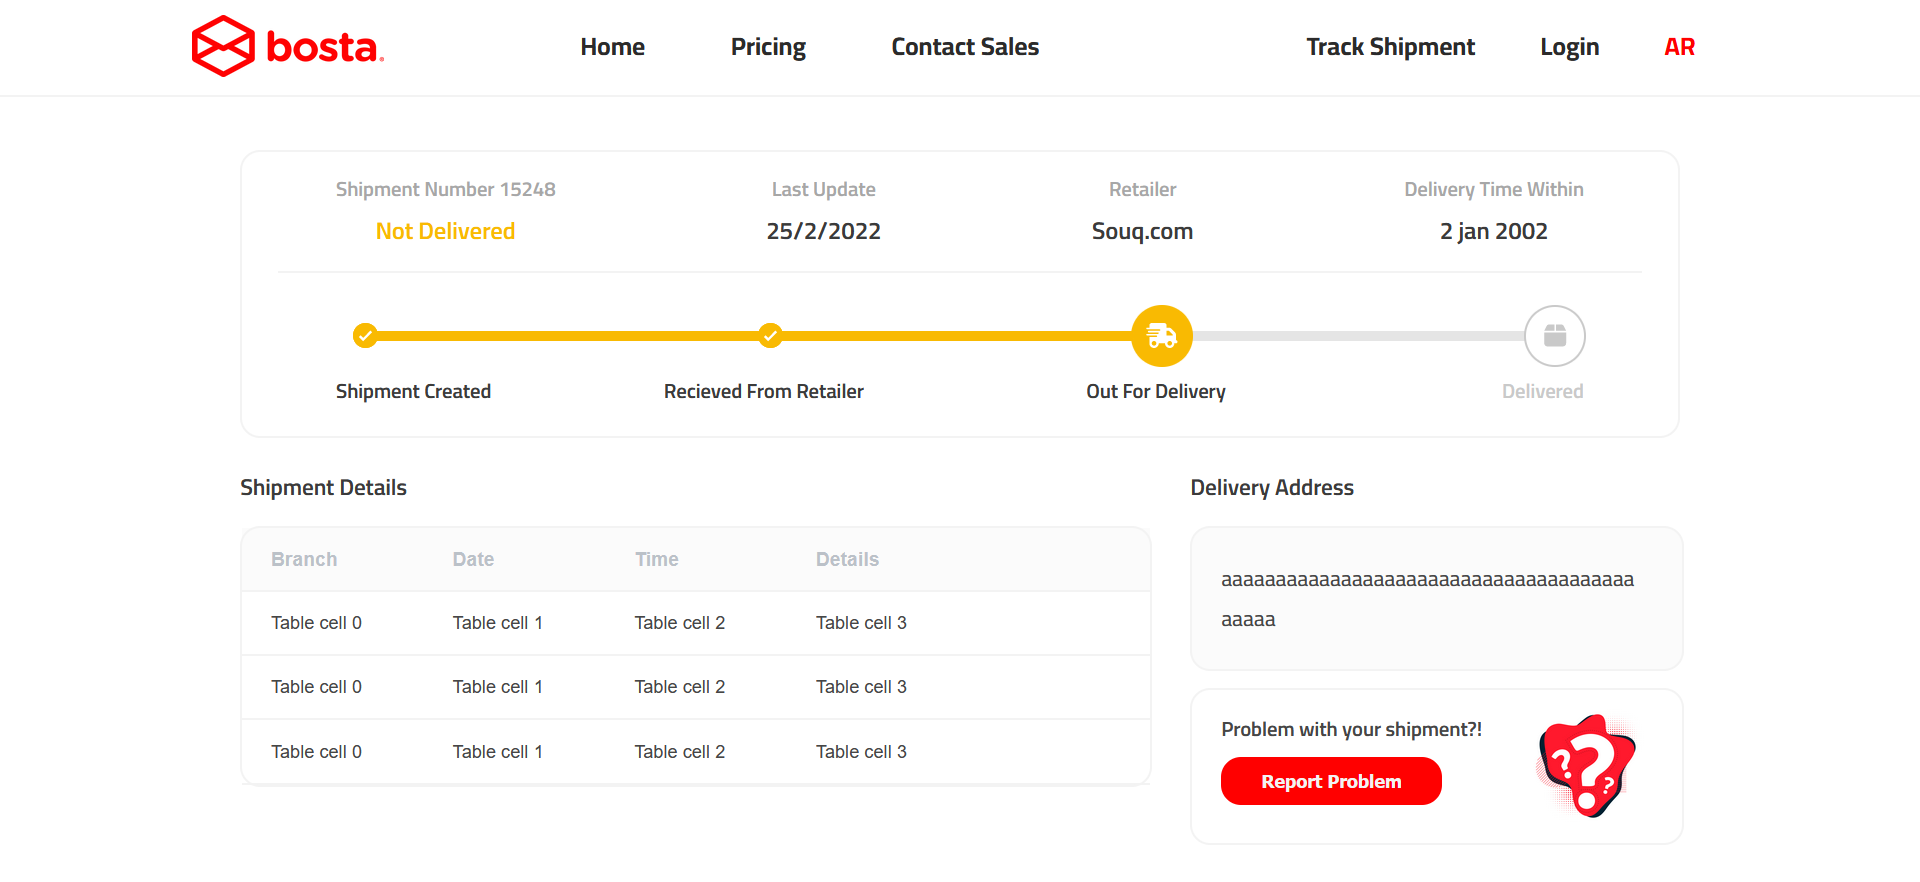 bosta
Home Pricing Contact Sales Track Shipment Login AR
Shipment Number 15248 Last Update Retailer Delivery Time Within
Not Delivered 25/2/2022 Souq.com 2 jan 2002
Shipment Created Recieved From Retailer Out For Delivery Delivered
Shipment Details
Branch Date Time Details
Table cell 0 Table cell 1 Table cell 2 Table cell 3
Table cell 0 Table cell 1 Table cell 2 Table cell 3
Table cell 0 Table cell 1 Table cell 2 Table cell 3
Delivery Address
aaaaaaaaaaaaaaaaaaaaaaaaaaaaaaaaaaaaaa
aaaaa
Problem with your shipment?!
Report Problem
? ? ?